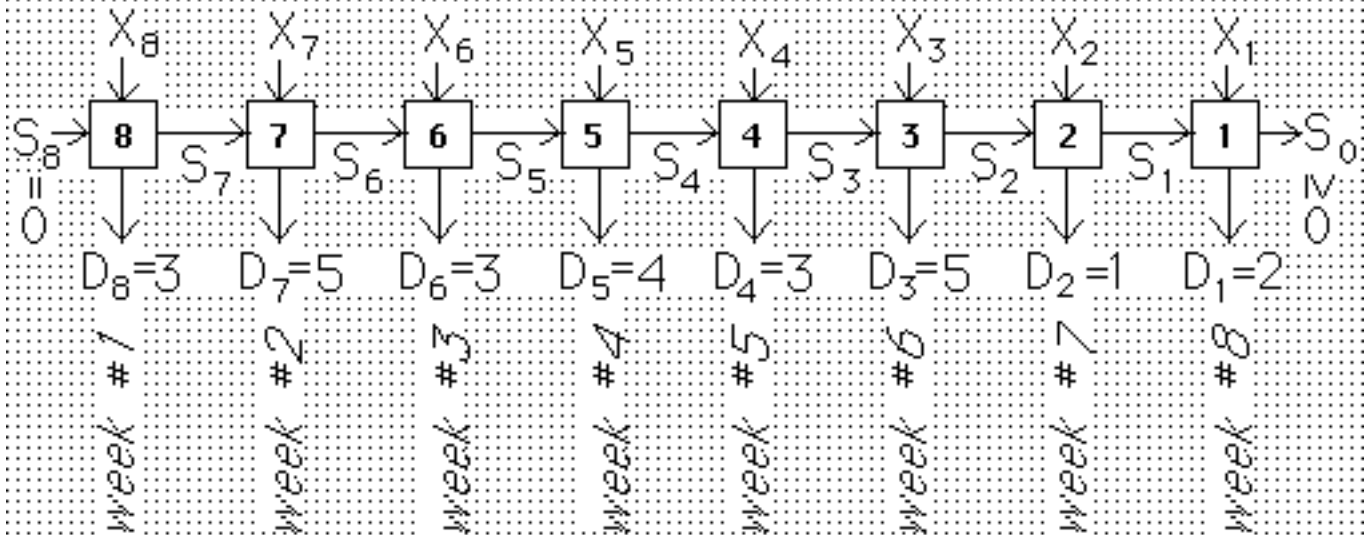 X₈ X₇ X₆ X₅ X₄ X₃ X₂ X₁
S₈ 8 7 6 5 4 3 2 1 S₀
S₇ S₆ S₅ S₄ S₃ S₂ S₁
= ≥
0 0
D₈=3 D₇=5 D₆=3 D₅=4 D₄=3 D₃=5 D₂=1 D₁=2
week #1
week #2
week #3
week #4
week #5
week #6
week #7
week #8